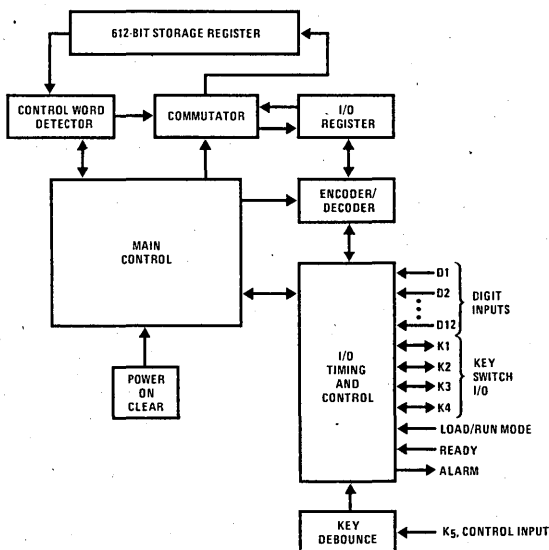 612-BIT STORAGE REGISTER
CONTROL WORD
DETECTOR
COMMUTATOR
I/O
REGISTER
MAIN
CONTROL
ENCODER/
DECODER
POWER
ON
CLEAR
I/O
TIMING
AND
CONTROL
D1
D2
D12
DIGIT
INPUTS
K1
K2
K3
K4
KEY
SWITCH
I/O
LOAD/RUN MODE
READY
ALARM
KEY
DEBOUNCE
K5, CONTROL INPUT